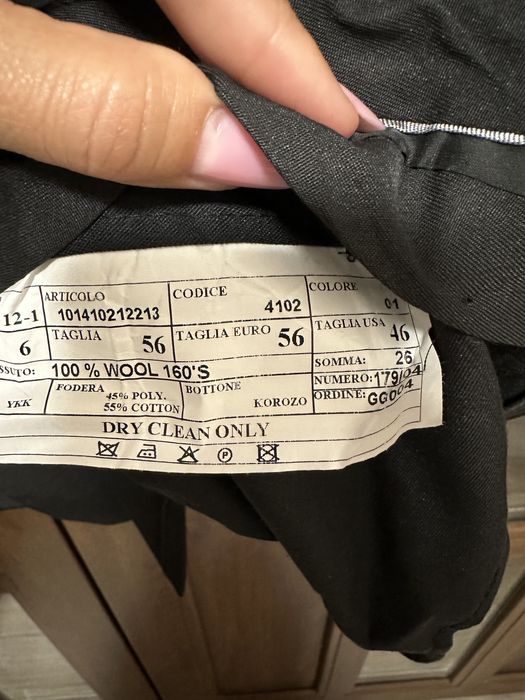 ARTICOLO CODICE COLORE
12-1 101410212213 4102 01
TAGLIA TAGLIA EURO TAGLIA USA
6 56 56 46
SSUTO: 100 % WOOL 160'S SOMMA: 26
FODERA BOTTONE NUMERO: 179/04
YKK 45% POLY. KOROZO ORDINE: GG004
55% COTTON
DRY CLEAN ONLY
P